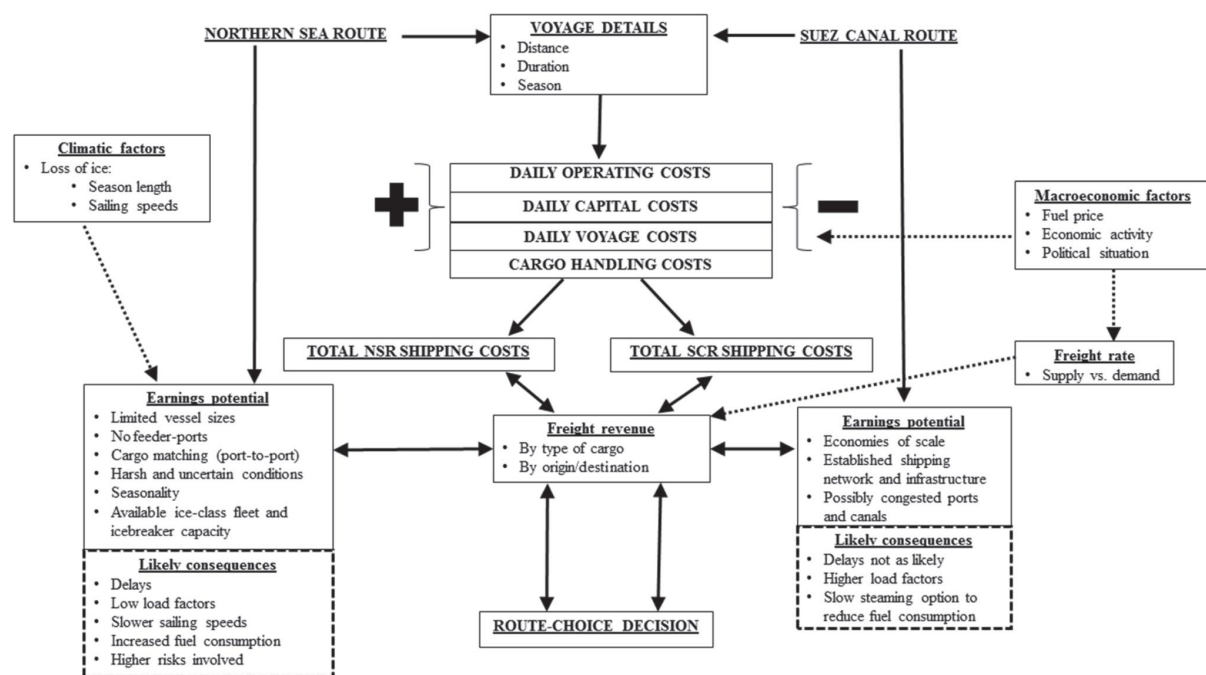 NORTHERN SEA ROUTE
VOYAGE DETAILS
• Distance
• Duration
• Season
SUEZ CANAL ROUTE
Climatic factors
• Loss of ice:
• Season length
• Sailing speeds
DAILY OPERATING COSTS
DAILY CAPITAL COSTS
DAILY VOYAGE COSTS
CARGO HANDLING COSTS
Macroeconomic factors
• Fuel price
• Economic activity
• Political situation
TOTAL NSR SHIPPING COSTS
TOTAL SCR SHIPPING COSTS
Freight rate
• Supply vs. demand
Earnings potential
• Limited vessel sizes
• No feeder-ports
• Cargo matching (port-to-port)
• Harsh and uncertain conditions
• Seasonality
• Available ice-class fleet and
icebreaker capacity
Likely consequences
• Delays
• Low load factors
• Slower sailing speeds
• Increased fuel consumption
• Higher risks involved
Freight revenue
• By type of cargo
• By origin/destination
Earnings potential
• Economies of scale
• Established shipping
network and infrastructure
• Possibly congested ports
and canals
Likely consequences
• Delays not as likely
• Higher load factors
• Slow steaming option to
reduce fuel consumption
ROUTE-CHOICE DECISION